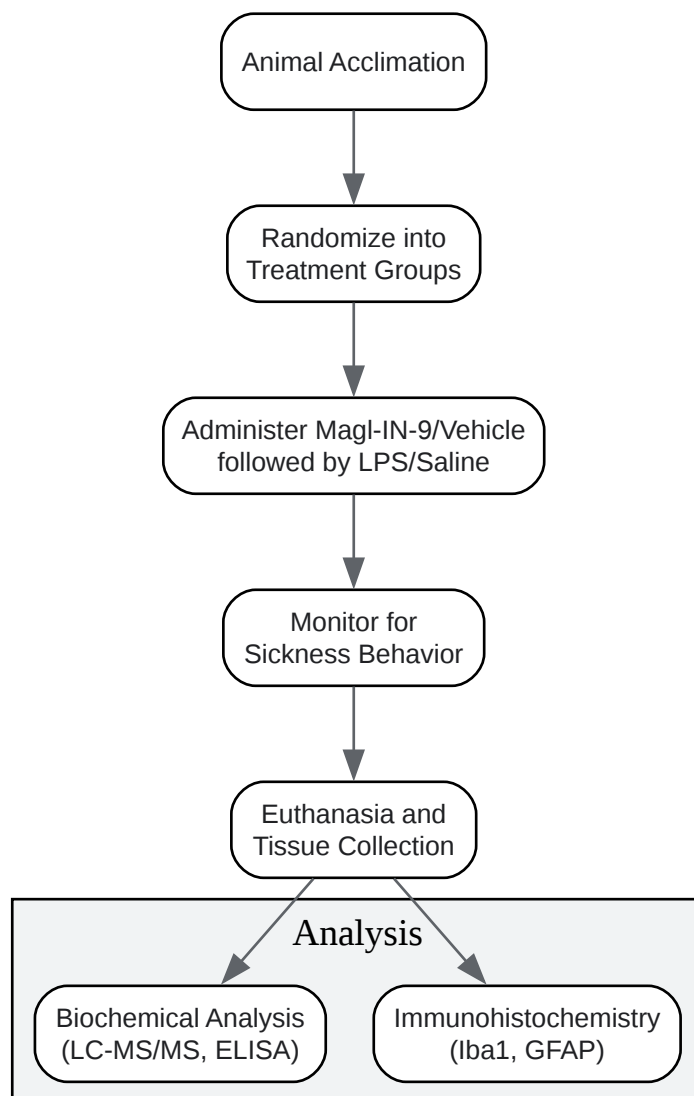 Animal Acclimation
Randomize into
Treatment Groups
Administer Magl-IN-9/Vehicle
followed by LPS/Saline
Monitor for
Sickness Behavior
Euthanasia and
Tissue Collection
Analysis
Biochemical Analysis
(LC-MS/MS, ELISA)
Immunohistochemistry
(Iba1, GFAP)